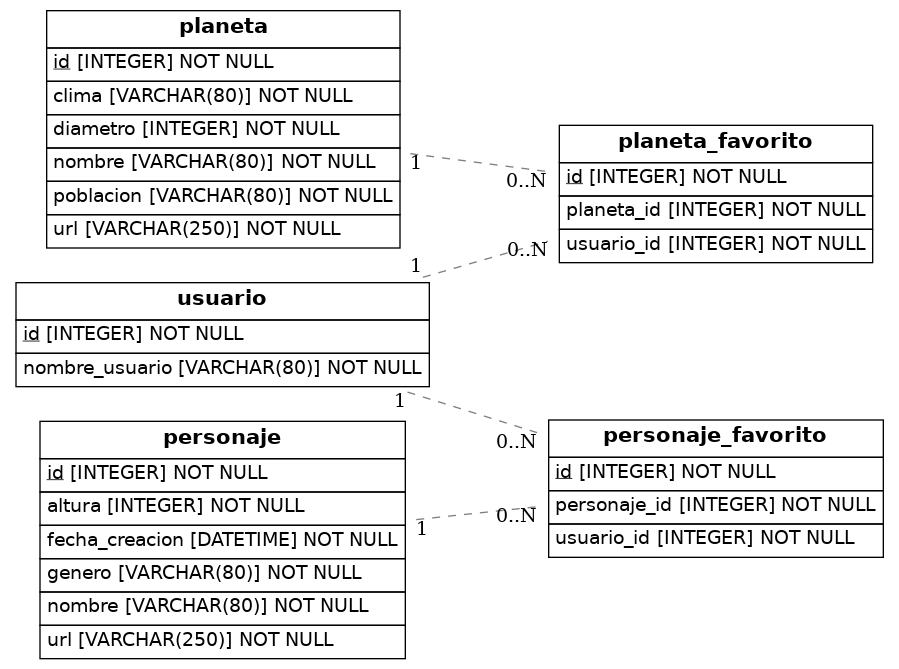 planeta
id [INTEGER] NOT NULL
clima [VARCHAR(80)] NOT NULL
diametro [INTEGER] NOT NULL
nombre [VARCHAR(80)] NOT NULL
poblacion [VARCHAR(80)] NOT NULL
url [VARCHAR(250)] NOT NULL
1
0..N
planeta_favorito
id [INTEGER] NOT NULL
planeta_id [INTEGER] NOT NULL
usuario_id [INTEGER] NOT NULL
0..N
1
usuario
id [INTEGER] NOT NULL
nombre_usuario [VARCHAR(80)] NOT NULL
1
0..N
personaje
id [INTEGER] NOT NULL
altura [INTEGER] NOT NULL
fecha_creacion [DATETIME] NOT NULL
genero [VARCHAR(80)] NOT NULL
nombre [VARCHAR(80)] NOT NULL
url [VARCHAR(250)] NOT NULL
1
0..N
personaje_favorito
id [INTEGER] NOT NULL
personaje_id [INTEGER] NOT NULL
usuario_id [INTEGER] NOT NULL